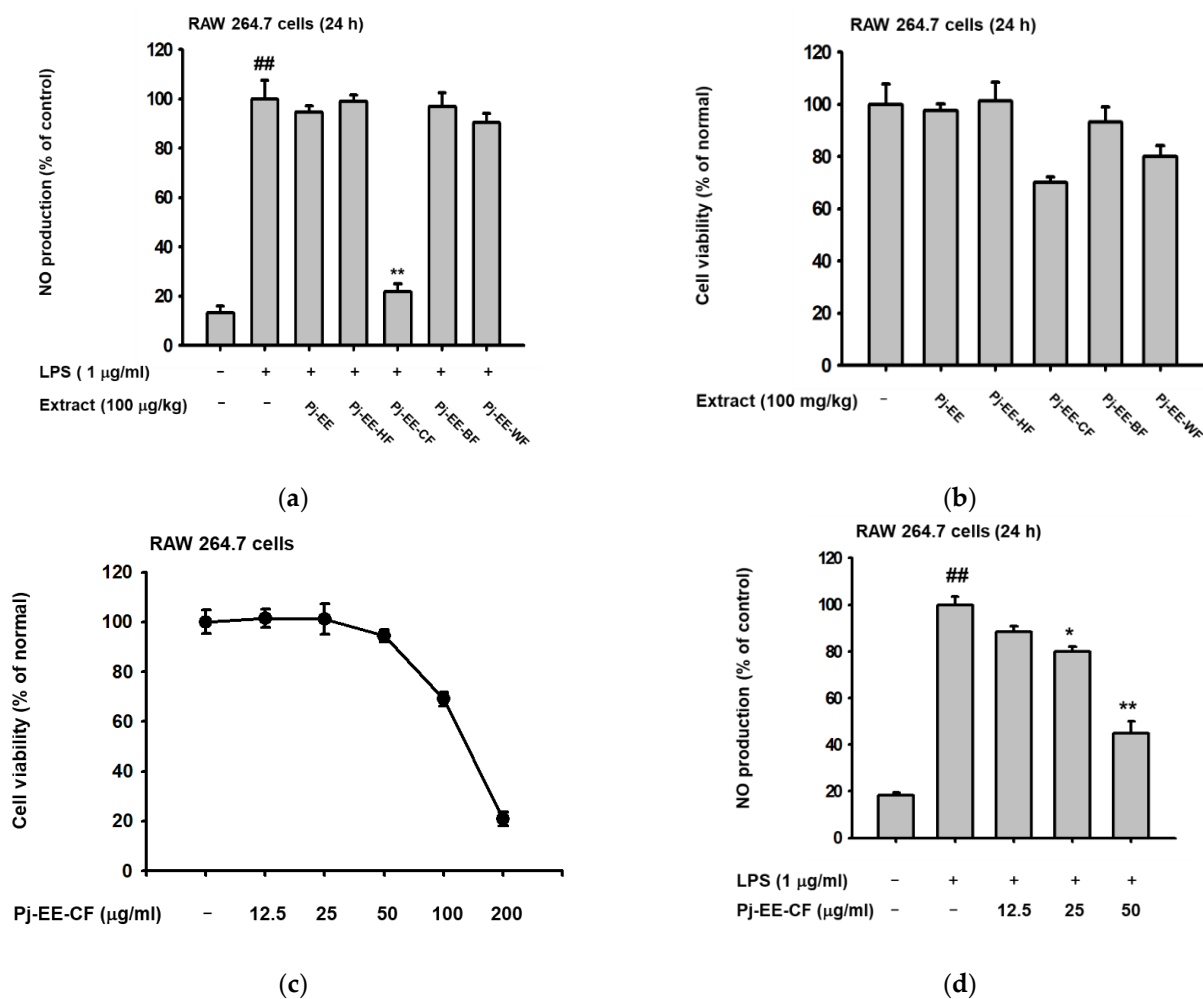 RAW 264.7 cells (24 h)
NO production (% of control)
120
100
80
60
40
20
0
##
**
LPS ( 1 μg/ml) − + + + + + +
Extract (100 μg/kg) − − Pj-EE Pj-EE-HF Pj-EE-CF Pj-EE-BF Pj-EE-WF
(a)
RAW 264.7 cells (24 h)
Cell viability (% of normal)
120
100
80
60
40
20
0
Extract (100 mg/kg) − Pj-EE Pj-EE-HF Pj-EE-CF Pj-EE-BF Pj-EE-WF
(b)
RAW 264.7 cells
Cell viability (% of normal)
120
100
80
60
40
20
0
Pj-EE-CF (μg/ml) − 12.5 25 50 100 200
(c)
RAW 264.7 cells (24 h)
NO production (% of control)
120
100
80
60
40
20
0
##
*
**
LPS (1 μg/ml) − + + + +
Pj-EE-CF (μg/ml) − − 12.5 25 50
(d)